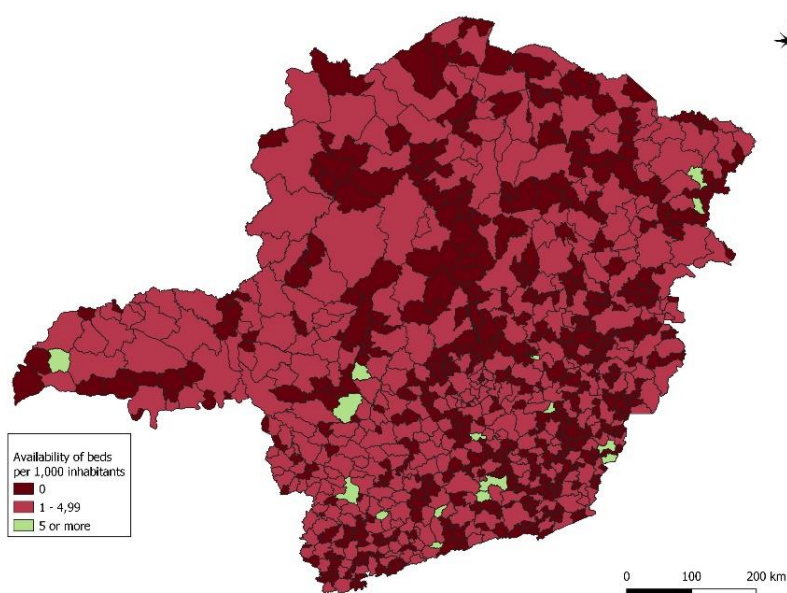 Availability of beds
per 1,000 inhabitants
0
1 - 4,99
5 or more
0 100 200 km